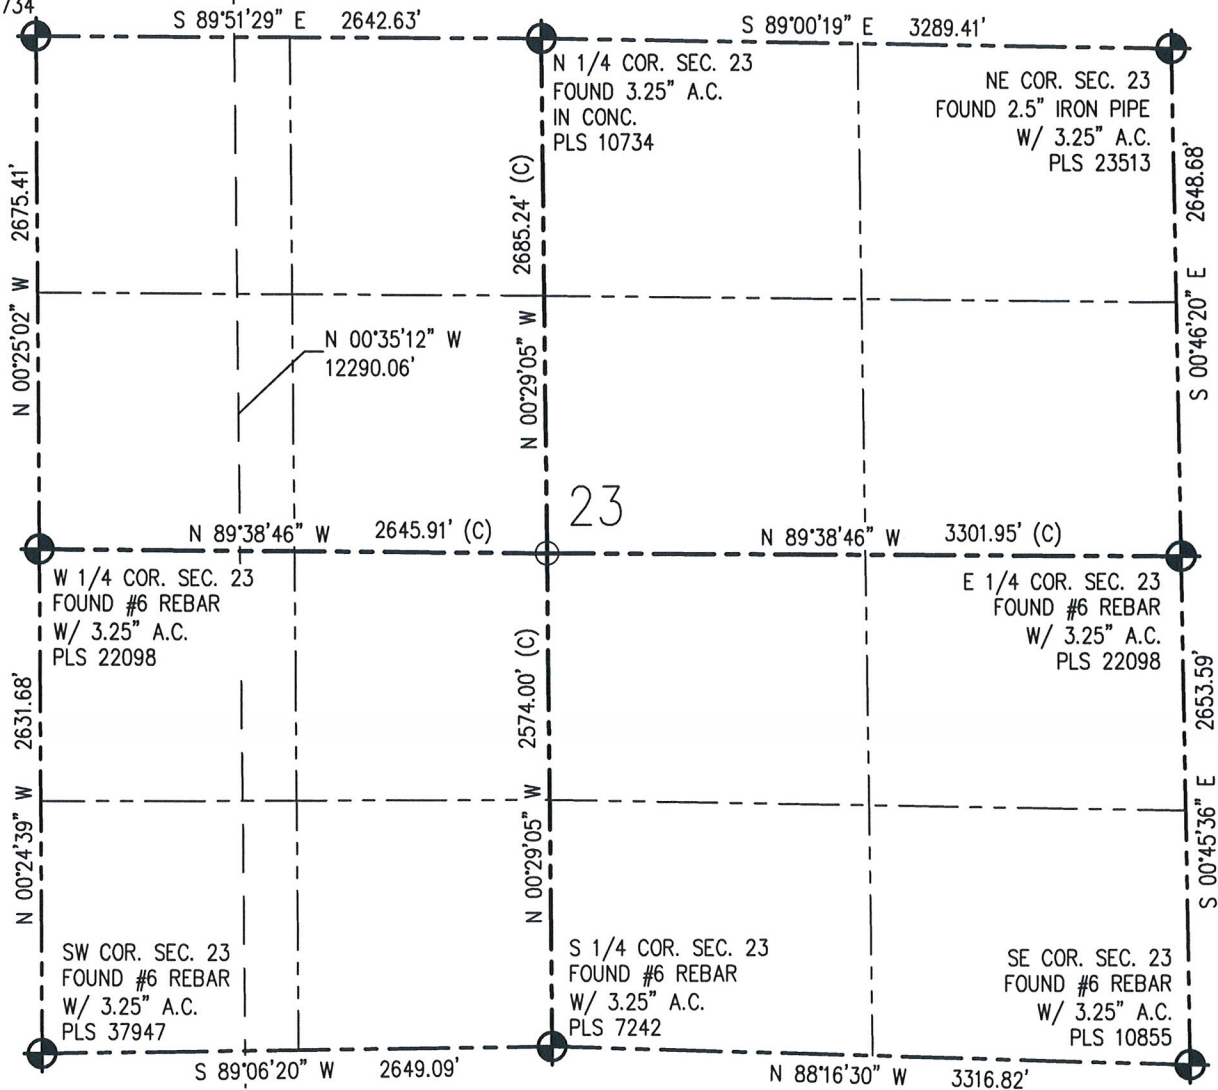 734
S 89°51'29" E 2642.63'
S 89°00'19" E 3289.41'
N 1/4 COR. SEC. 23
FOUND 3.25" A.C.
IN CONC.
PLS 10734
NE COR. SEC. 23
FOUND 2.5" IRON PIPE
W/ 3.25" A.C.
PLS 23513
N 00°25'02" W 2675.41'
N 00°29'05" W 2685.24' (C)
S 00°46'20" E 2648.68'
N 00°35'12" W
12290.06'
23
N 89°38'46" W 2645.91' (C)
N 89°38'46" W 3301.95' (C)
W 1/4 COR. SEC. 23
FOUND #6 REBAR
W/ 3.25" A.C.
PLS 22098
E 1/4 COR. SEC. 23
FOUND #6 REBAR
W/ 3.25" A.C.
PLS 22098
N 00°24'39" W 2631.68'
N 00°29'05" W 2574.00' (C)
S 00°45'36" E 2653.59'
SW COR. SEC. 23
FOUND #6 REBAR
W/ 3.25" A.C.
PLS 37947
S 1/4 COR. SEC. 23
FOUND #6 REBAR
W/ 3.25" A.C.
PLS 7242
SE COR. SEC. 23
FOUND #6 REBAR
W/ 3.25" A.C.
PLS 10855
S 89°06'20" W 2649.09'
N 88°16'30" W 3316.82'